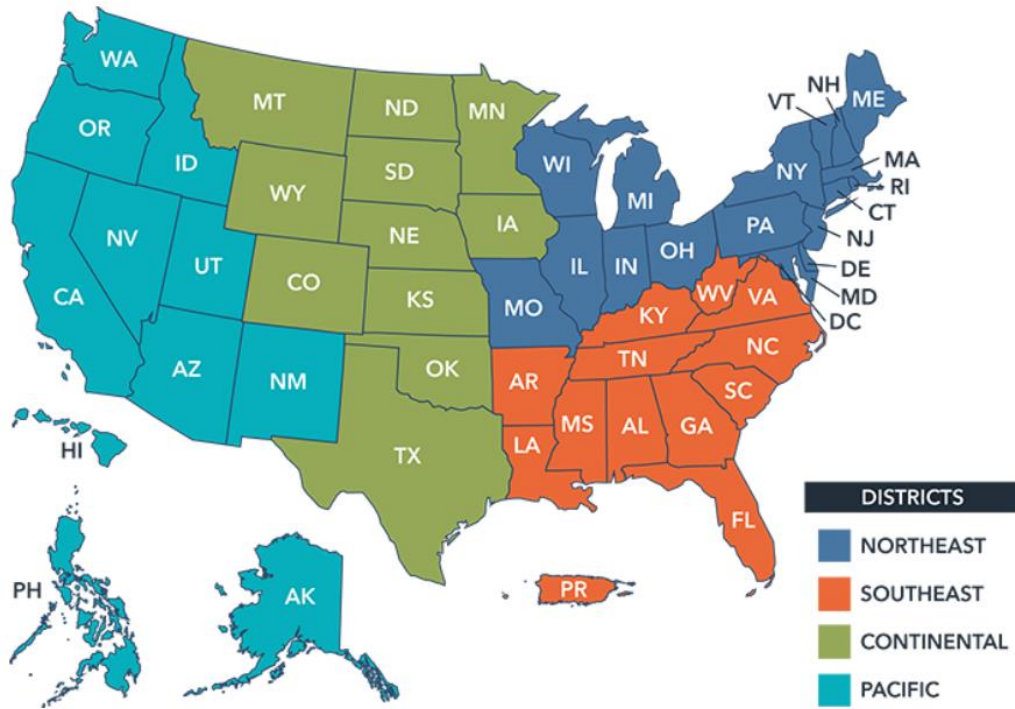 WA
MT
ND
MN
OR
ID
WY
SD
WI
MI
NY
VT
NH
ME
MA
RI
CT
NJ
PA
DE
MD
DC
NV
UT
CA
CO
NE
IA
KS
MO
IL
IN
OH
WV
VA
KY
TN
NC
SC
AZ
NM
OK
AR
TX
LA
MS
AL
GA
FL
HI
PH
AK
PR
DISTRICTS
NORTHEAST
SOUTHEAST
CONTINENTAL
PACIFIC